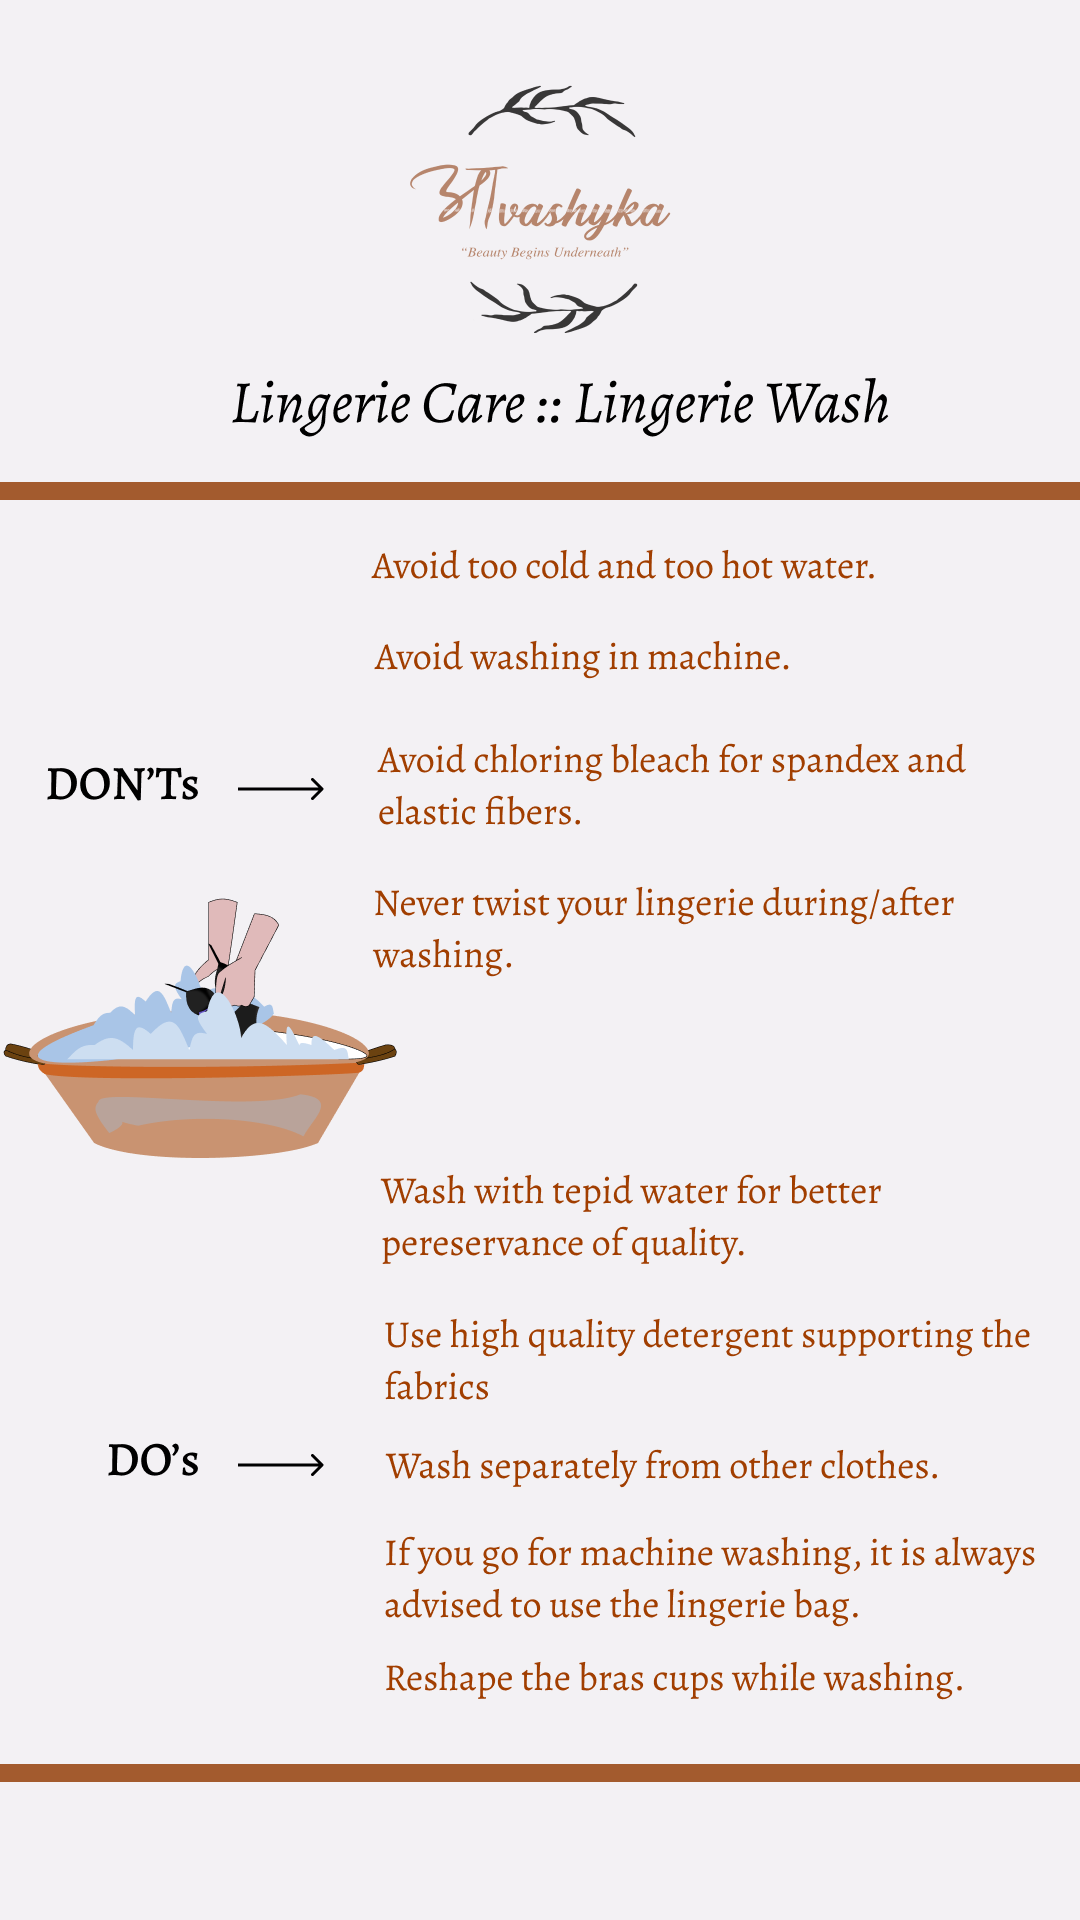 आvashyka
“Beauty Begins Underneath”
Lingerie Care :: Lingerie Wash
Avoid too cold and too hot water.
Avoid washing in machine.
DON’Ts
Avoid chloring bleach for spandex and
elastic fibers.
Never twist your lingerie during/after
washing.
Wash with tepid water for better
pereservance of quality.
Use high quality detergent supporting the
fabrics
DO’s
Wash separately from other clothes.
If you go for machine washing, it is always
advised to use the lingerie bag.
Reshape the bras cups while washing.